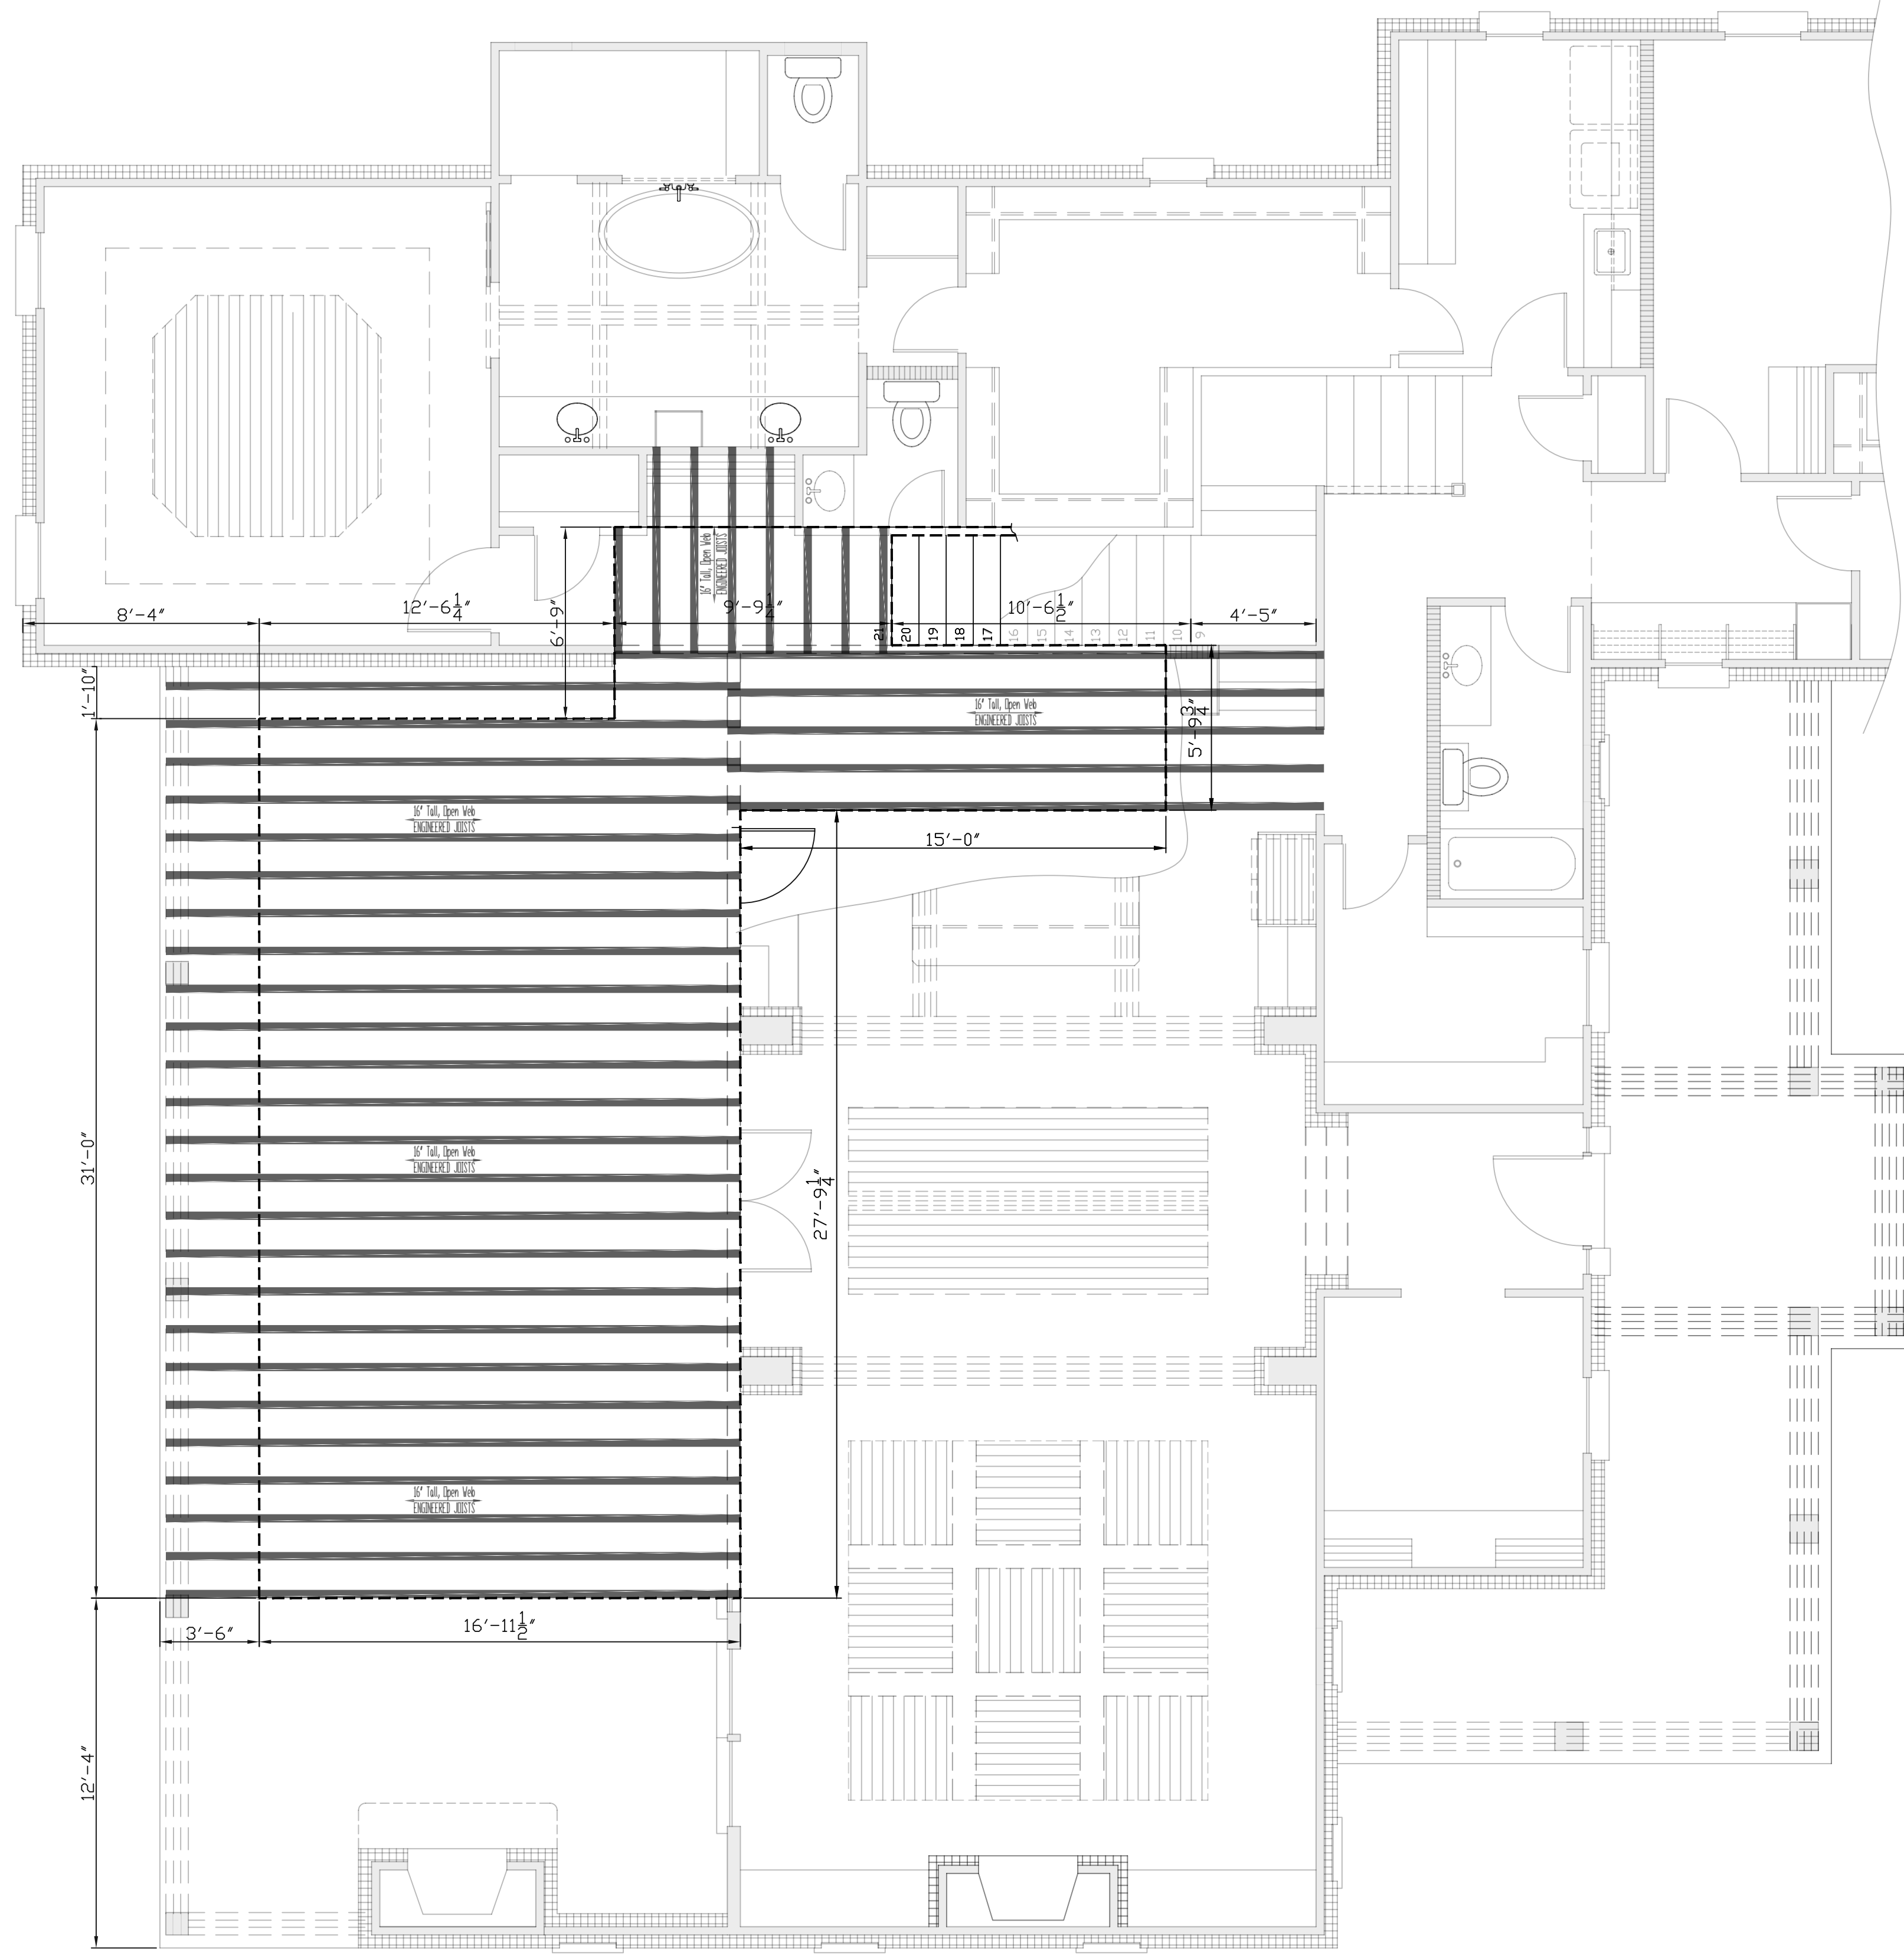 16" Tall, Open Web
ENGINEERED JOISTS
8'-4"
12'-6 1/4"
6'-9"
9'-9 1/4"
10'-6 1/2"
4'-5"
21
20
19
18
17
16
15
14
13
12
11
10
9
1'-10"
16" Tall, Open Web
ENGINEERED JOISTS
5'-9 3/4"
16" Tall, Open Web
ENGINEERED JOISTS
15'-0"
31'-0"
16" Tall, Open Web
ENGINEERED JOISTS
27'-9 1/4"
16" Tall, Open Web
ENGINEERED JOISTS
3'-6"
16'-11 1/2"
12'-4"